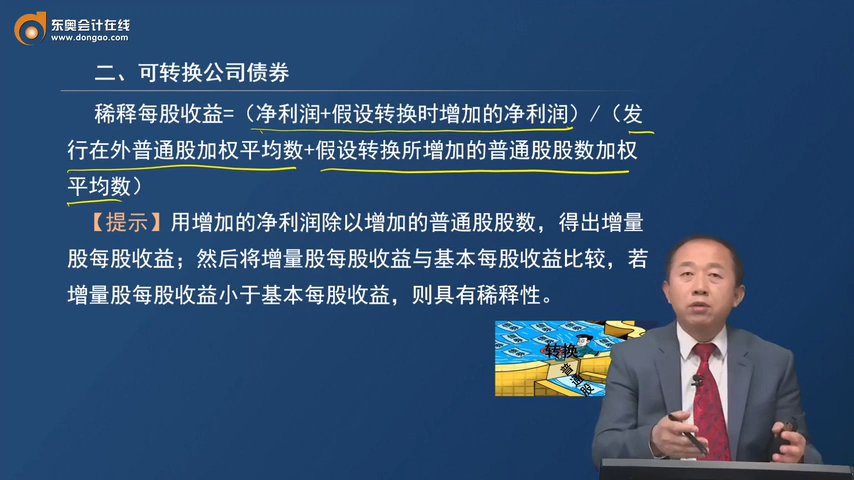 东奥会计在线
www.dongao.com
二、可转换公司债券
稀释每股收益=（净利润+假设转换时增加的净利润）/（发
行在外普通股加权平均数+假设转换所增加的普通股股数加权
平均数）
【提示】用增加的净利润除以增加的普通股股数，得出增量
股每股收益；然后将增量股每股收益与基本每股收益比较，若
增量股每股收益小于基本每股收益，则具有稀释性。
转换
普通股